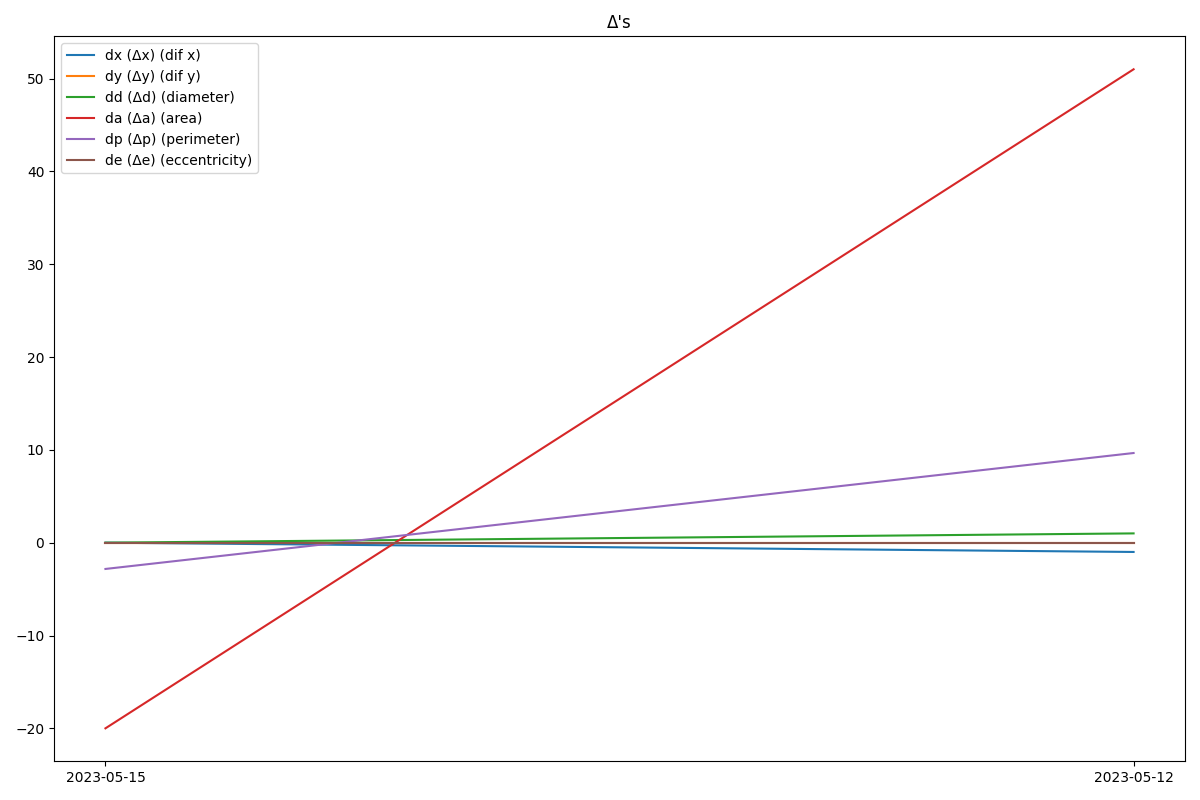 Δ's
dx (Δx) (dif x)
dy (Δy) (dif y)
dd (Δd) (diameter)
da (Δa) (area)
dp (Δp) (perimeter)
de (Δe) (eccentricity)
50
40
30
20
10
0
−10
−20
2023-05-15
2023-05-12